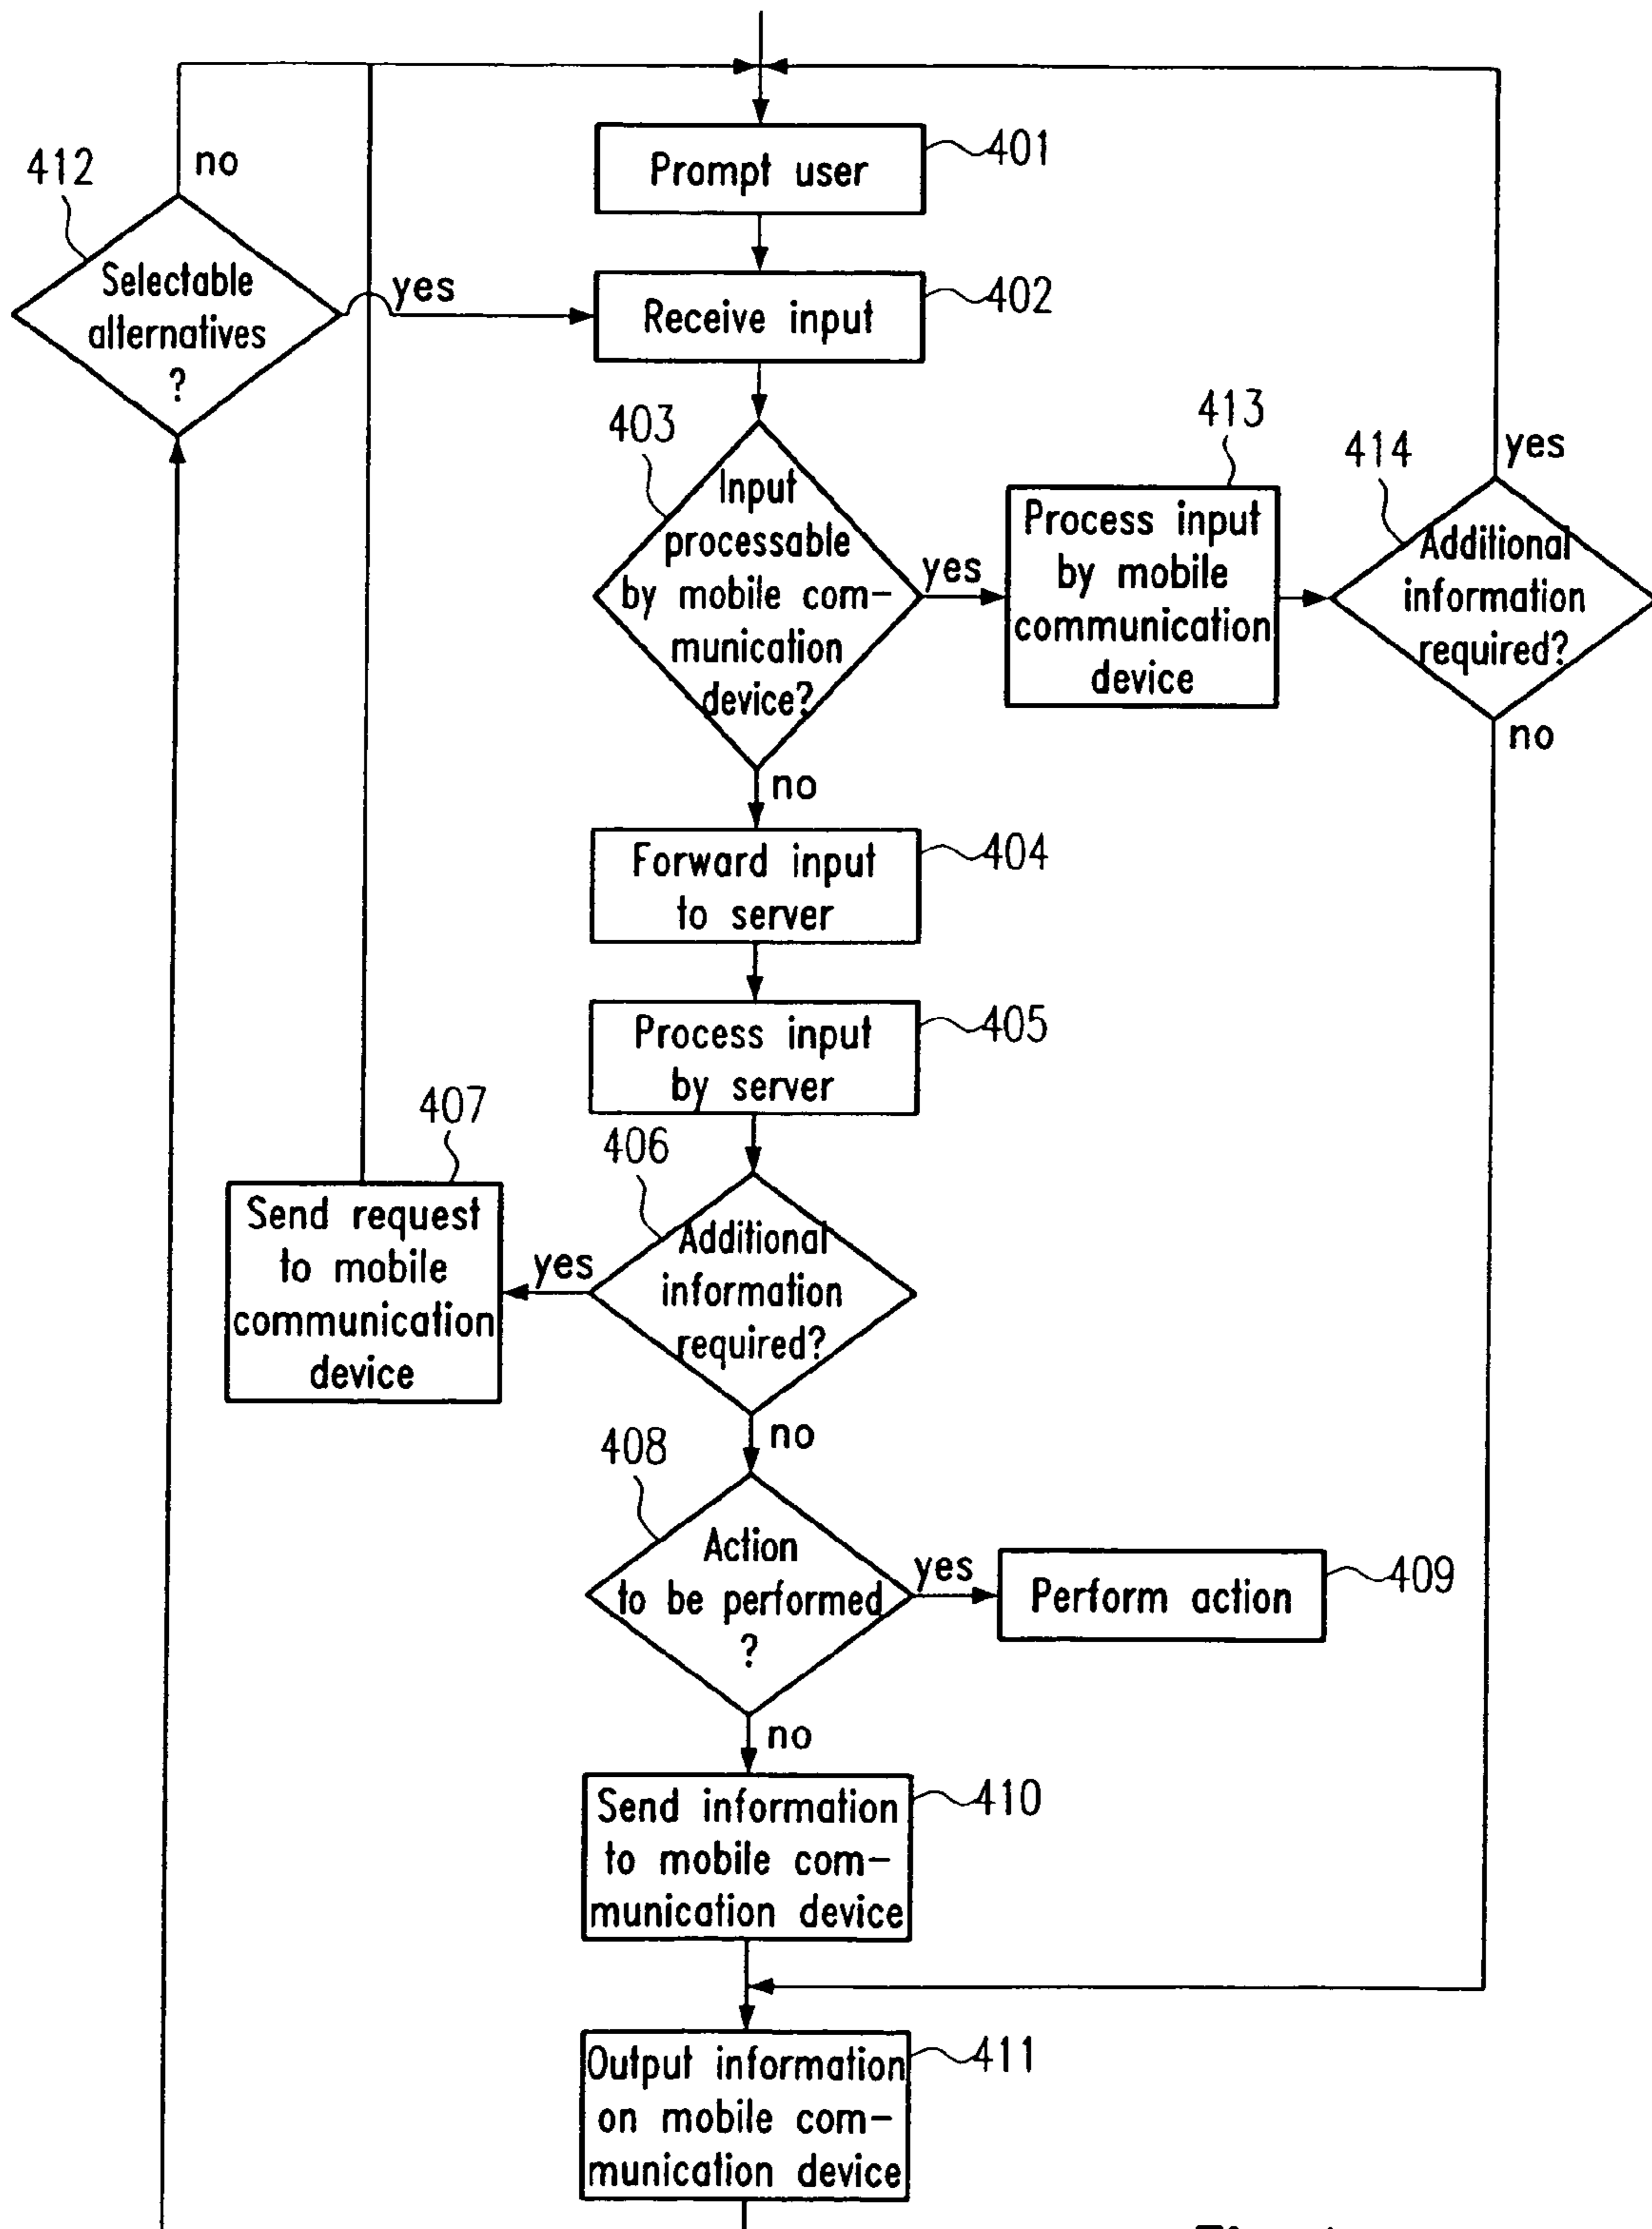 Prompt user
401
412
no
Selectable
alternatives
?
yes
Receive input
402
403
Input
processable
by mobile com-
munication
device?
yes
no
413
Process input
by mobile
communication
device
414
Additional
information
required?
yes
no
Forward input
to server
404
Process input
by server
405
407
Send request
to mobile
communication
device
406
Additional
information
required?
yes
no
408
Action
to be performed
?
yes
Perform action
409
no
Send information
to mobile com-
munication device
410
Output information
on mobile com-
munication device
411